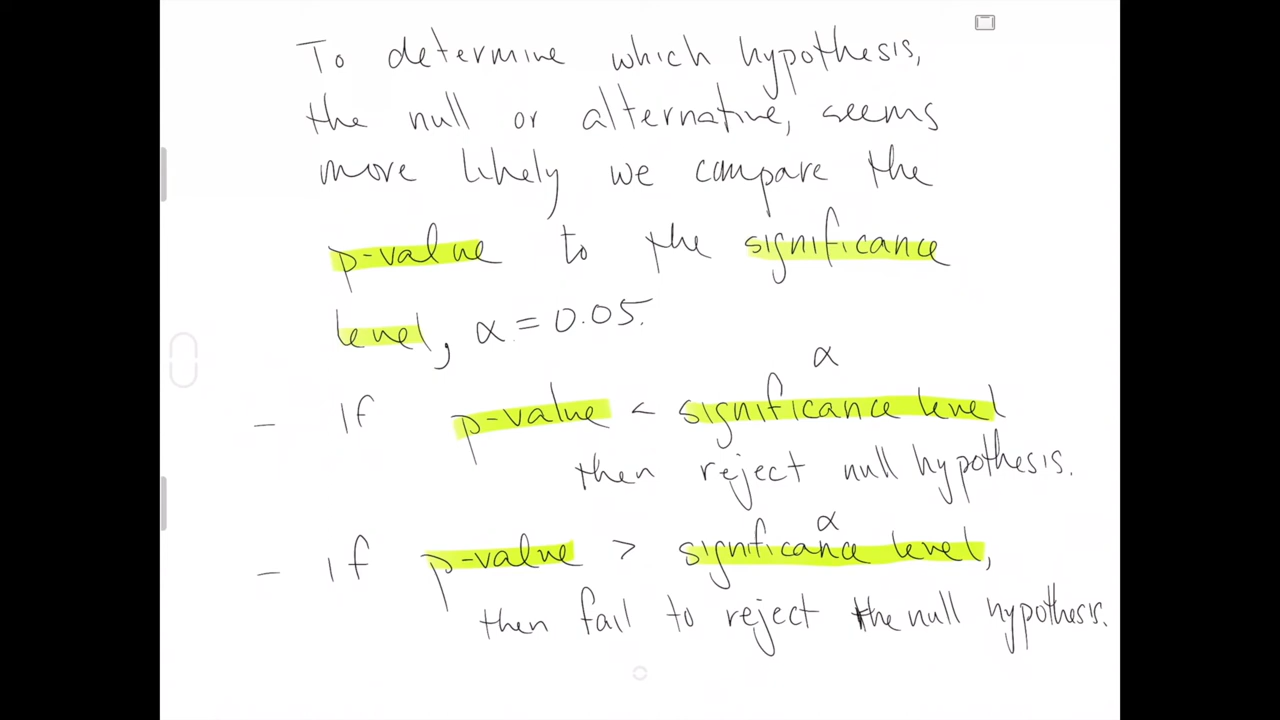 To determine which hypothesis,
the null or alternative, seems
more likely we compare the
p-value to the significance
level, α = 0.05.
α
- If p-value < significance level
then reject null hypothesis.
α
- If p-value > significance level,
then fail to reject the null hypothesis.